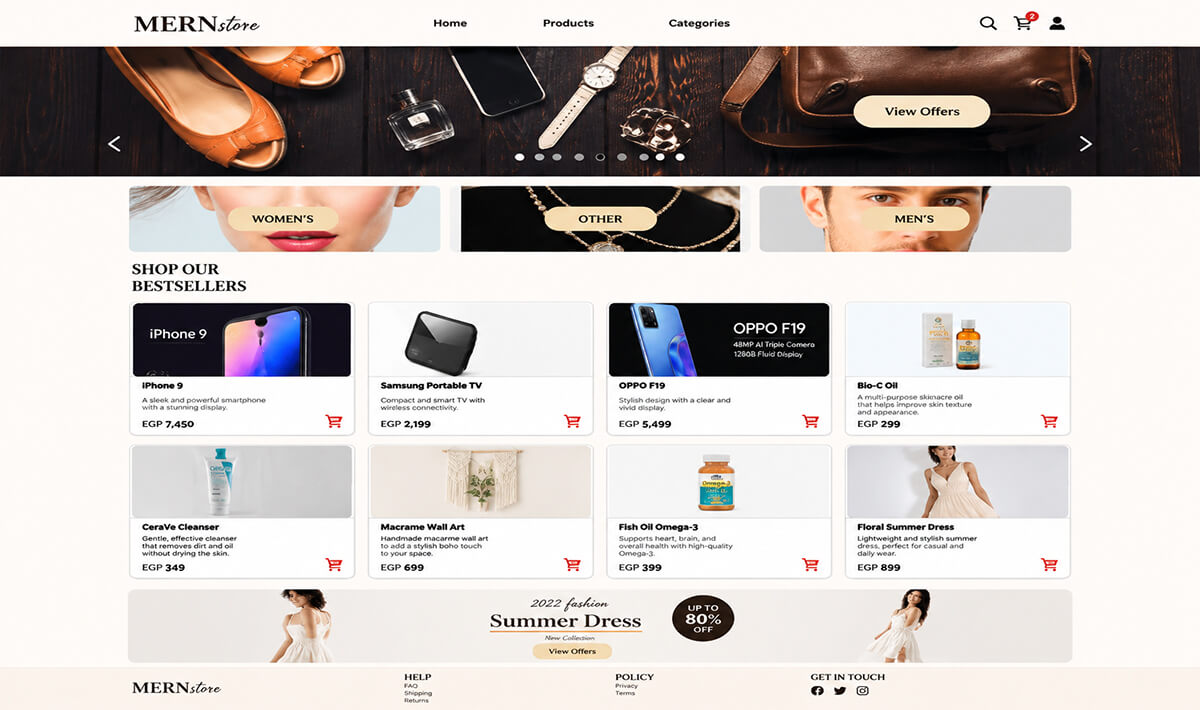 MERNstore
Home
Products
Categories
2
View Offers
WOMEN'S
OTHER
MEN'S
SHOP OUR
BESTSELLERS
iPhone 9
iPhone 9
A sleek and powerful smartphone
with a stunning display.
EGP 7,450
Samsung Portable TV
Compact and smart TV with
wireless connectivity.
EGP 2,199
OPPO F19
48MP AI Triple Camera
128GB Fluid Display
OPPO F19
Stylish design with a clear and
vivid display.
EGP 5,499
Bio-C Oil
A multi-purpose skinacre oil
that helps improve skin texture
and appearance.
EGP 299
CeraVe Cleanser
Gentle, effective cleanser
that removes dirt and oil
without drying the skin.
EGP 349
Macrame Wall Art
Handmade macarme wall art
to add a stylish boho touch
to your space.
EGP 699
Omega-3
Fish Oil Omega-3
Supports heart, brain, and
overall health with high-quality
Omega-3.
EGP 399
Floral Summer Dress
Lightweight and stylish summer
dress, perfect for casual and
daily wear.
EGP 899
2022 fashion
Summer Dress
New Collection
View Offers
UP TO
80%
OFF
MERNstore
HELP
FAQ
Shipping
Returns
POLICY
Privacy
Terms
GET IN TOUCH